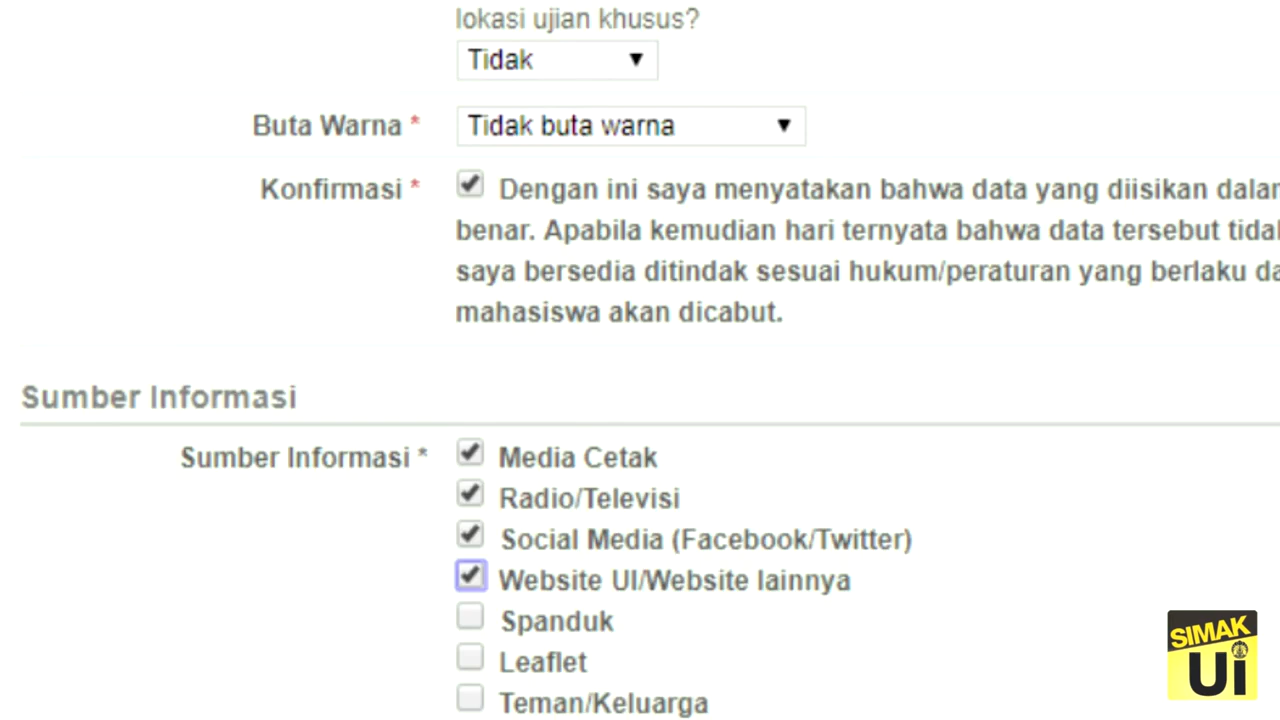 lokasi ujian khusus?
Tidak
Buta Warna * Tidak buta warna
Konfirmasi * Dengan ini saya menyatakan bahwa data yang diisikan dalam
benar. Apabila kemudian hari ternyata bahwa data tersebut
saya bersedia ditindak sesuai hukum/peraturan yang berlaku
mahasiswa akan dicabut.
Sumber Informasi
Sumber Informasi * Media Cetak
Radio/Televisi
Social Media (Facebook/Twitter)
Website UI/Website lainnya
Spanduk
Leaflet
Teman/Keluarga
SIMAK
Ui